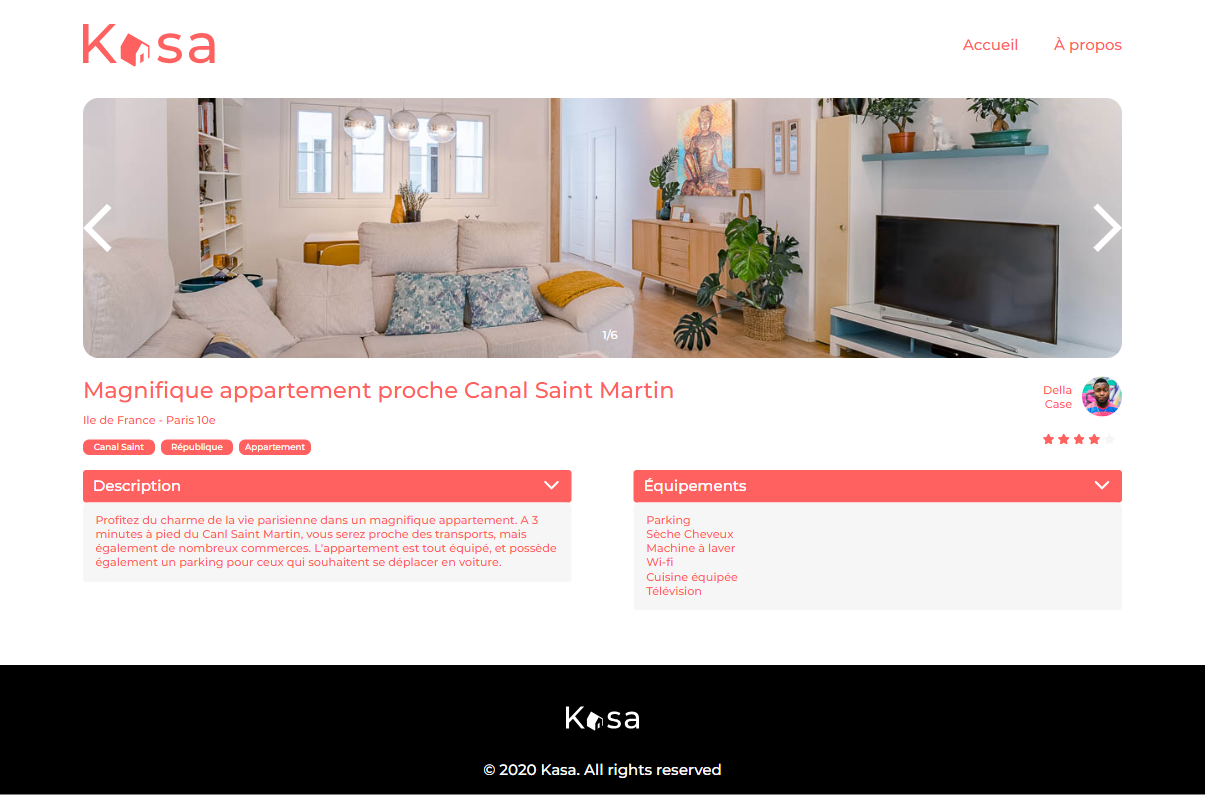 Kasa
Accueil
À propos
1/6
Magnifique appartement proche Canal Saint Martin
Della
Case
Ile de France - Paris 10e
Canal Saint
République
Appartement
Description
Profitez du charme de la vie parisienne dans un magnifique appartement. A 3
minutes à pied du Canl Saint Martin, vous serez proche des transports, mais
également de nombreux commerces. L'appartement est tout équipé, et possède
également un parking pour ceux qui souhaitent se déplacer en voiture.
Équipements
Parking
Sèche Cheveux
Machine à laver
Wi-fi
Cuisine équipée
Télévision
Kasa
© 2020 Kasa. All rights reserved